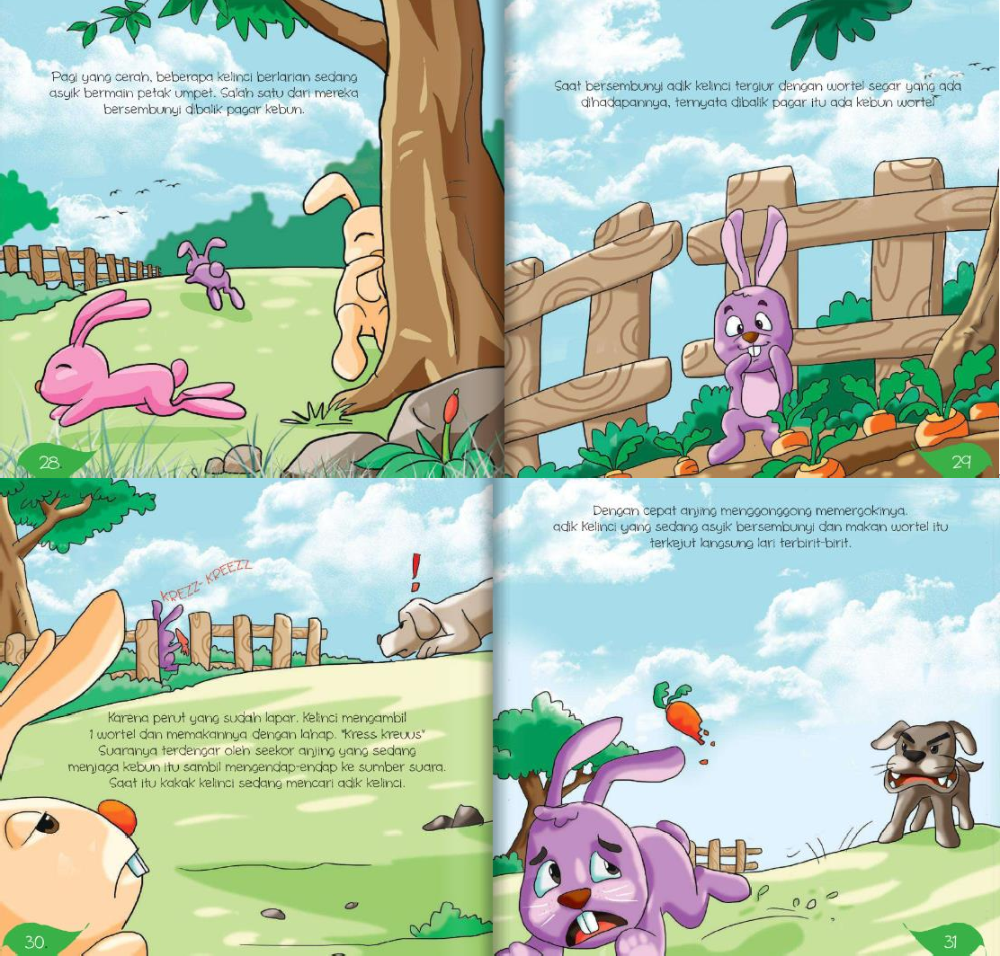 Pagi yang cerah, beberapa kelinci berlarian sedang
asyik bermain petak umpet. Salah satu dari mereka
bersembunyi dibalik pagar kebun.
28
Saat bersembunyi adik kelinci tergiur dengan wortel segar yang ada
dihadapannya, ternyata dibalik pagar itu ada kebun wortel
29
KREZZ- KREEZZ
!
Karena perut yang sudah lapar. Kelinci mengambil
1 wortel dan memakannya dengan lahap. "Kress kreuus"
Suaranya terdengar oleh seekor anjing yang sedang
menjaga kebun itu sambil mengendap-endap ke sumber suara.
Saat itu kakak kelinci sedang mencari adik kelinci.
30
Dengan cepat anjing menggonggong memergokinya.
adik Kelinci yang sedang asyik bersembunyi dan makan wortel itu
terkejut langsung lari terbirit-birit.
31